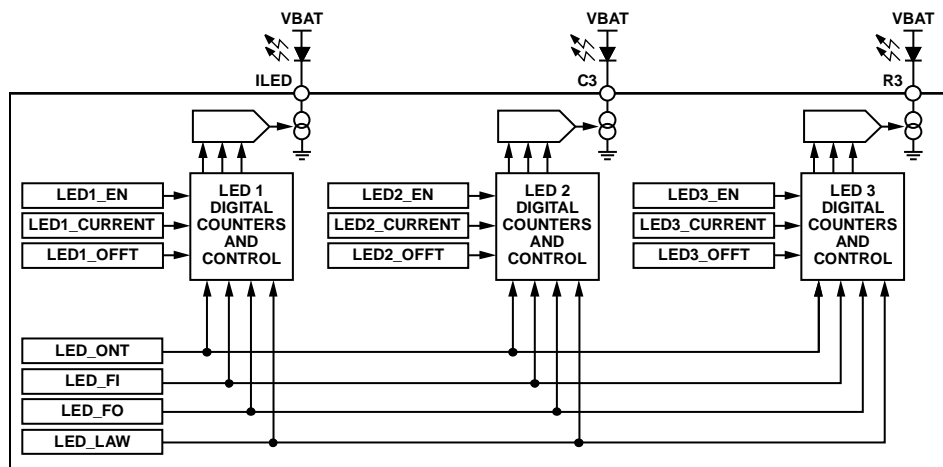 VBAT VBAT VBAT
ILED C3 R3
LED1_EN
LED1_CURRENT
LED1_OFFT
LED 1
DIGITAL
COUNTERS
AND
CONTROL
LED2_EN
LED2_CURRENT
LED2_OFFT
LED 2
DIGITAL
COUNTERS
AND
CONTROL
LED3_EN
LED3_CURRENT
LED3_OFFT
LED 3
DIGITAL
COUNTERS
AND
CONTROL
LED_ONT
LED_FI
LED_FO
LED_LAW